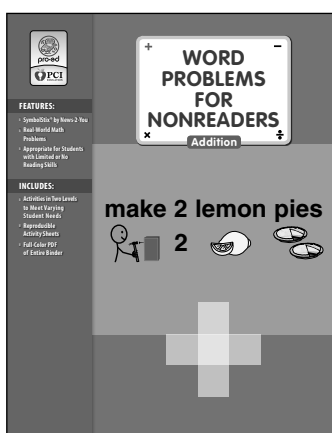 pro·ed
PCI
FEATURES:
• SymbolStix® by News-2-You
• Real-World Math
Problems
• Appropriate for Students
with Limited or No
Reading Skills
INCLUDES:
• Activities in Two Levels
to Meet Varying
Student Needs
• Reproducible
Activity Sheets
• Full-Color PDF
of Entire Binder
+ −
WORD
PROBLEMS
FOR
NONREADERS
× ÷
Addition
make 2 lemon pies
2